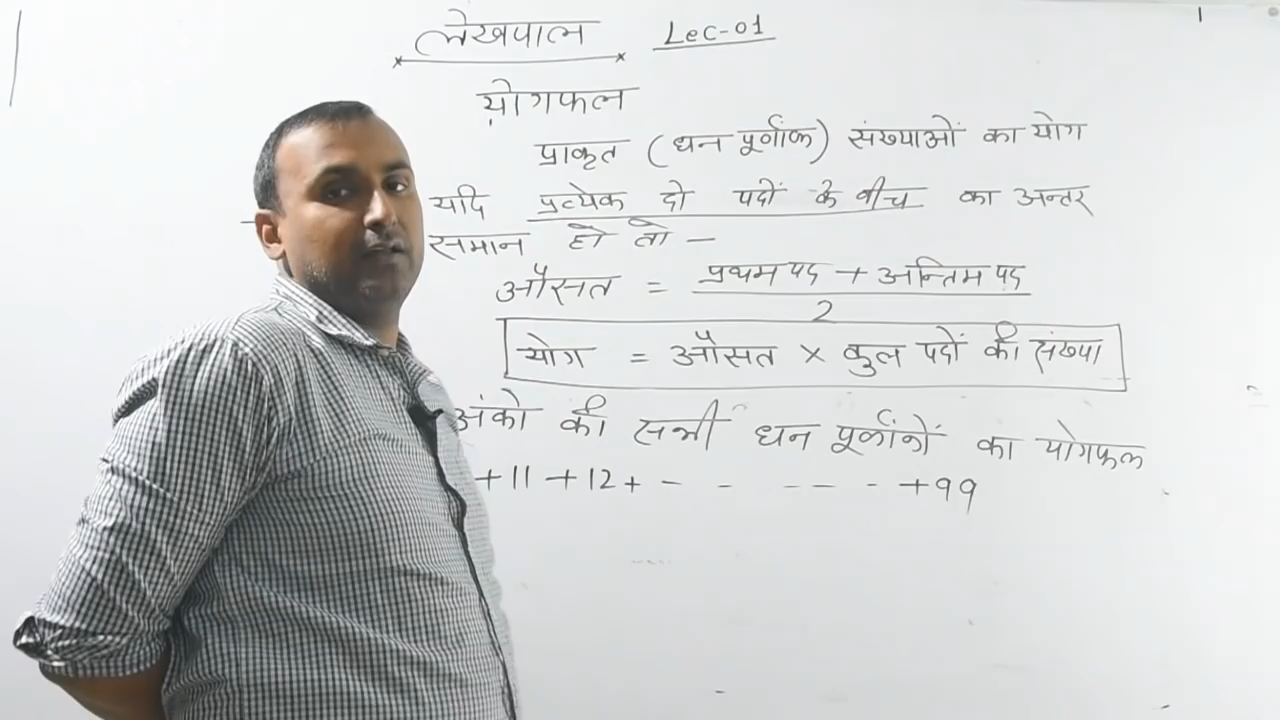 लेखपाल Lec-01
योगफल
प्राकृत (धन पूर्णांक) संख्याओं का योग
यदि प्रत्येक दो पदों के बीच का अन्तर
समान हो तो -
औसत = प्रथम पद + अन्तिम पद
2
योग = औसत × कुल पदों की संख्या
अंको की सभी धन पूर्णांकों का योगफल
+11 +12 + - - - - - +99